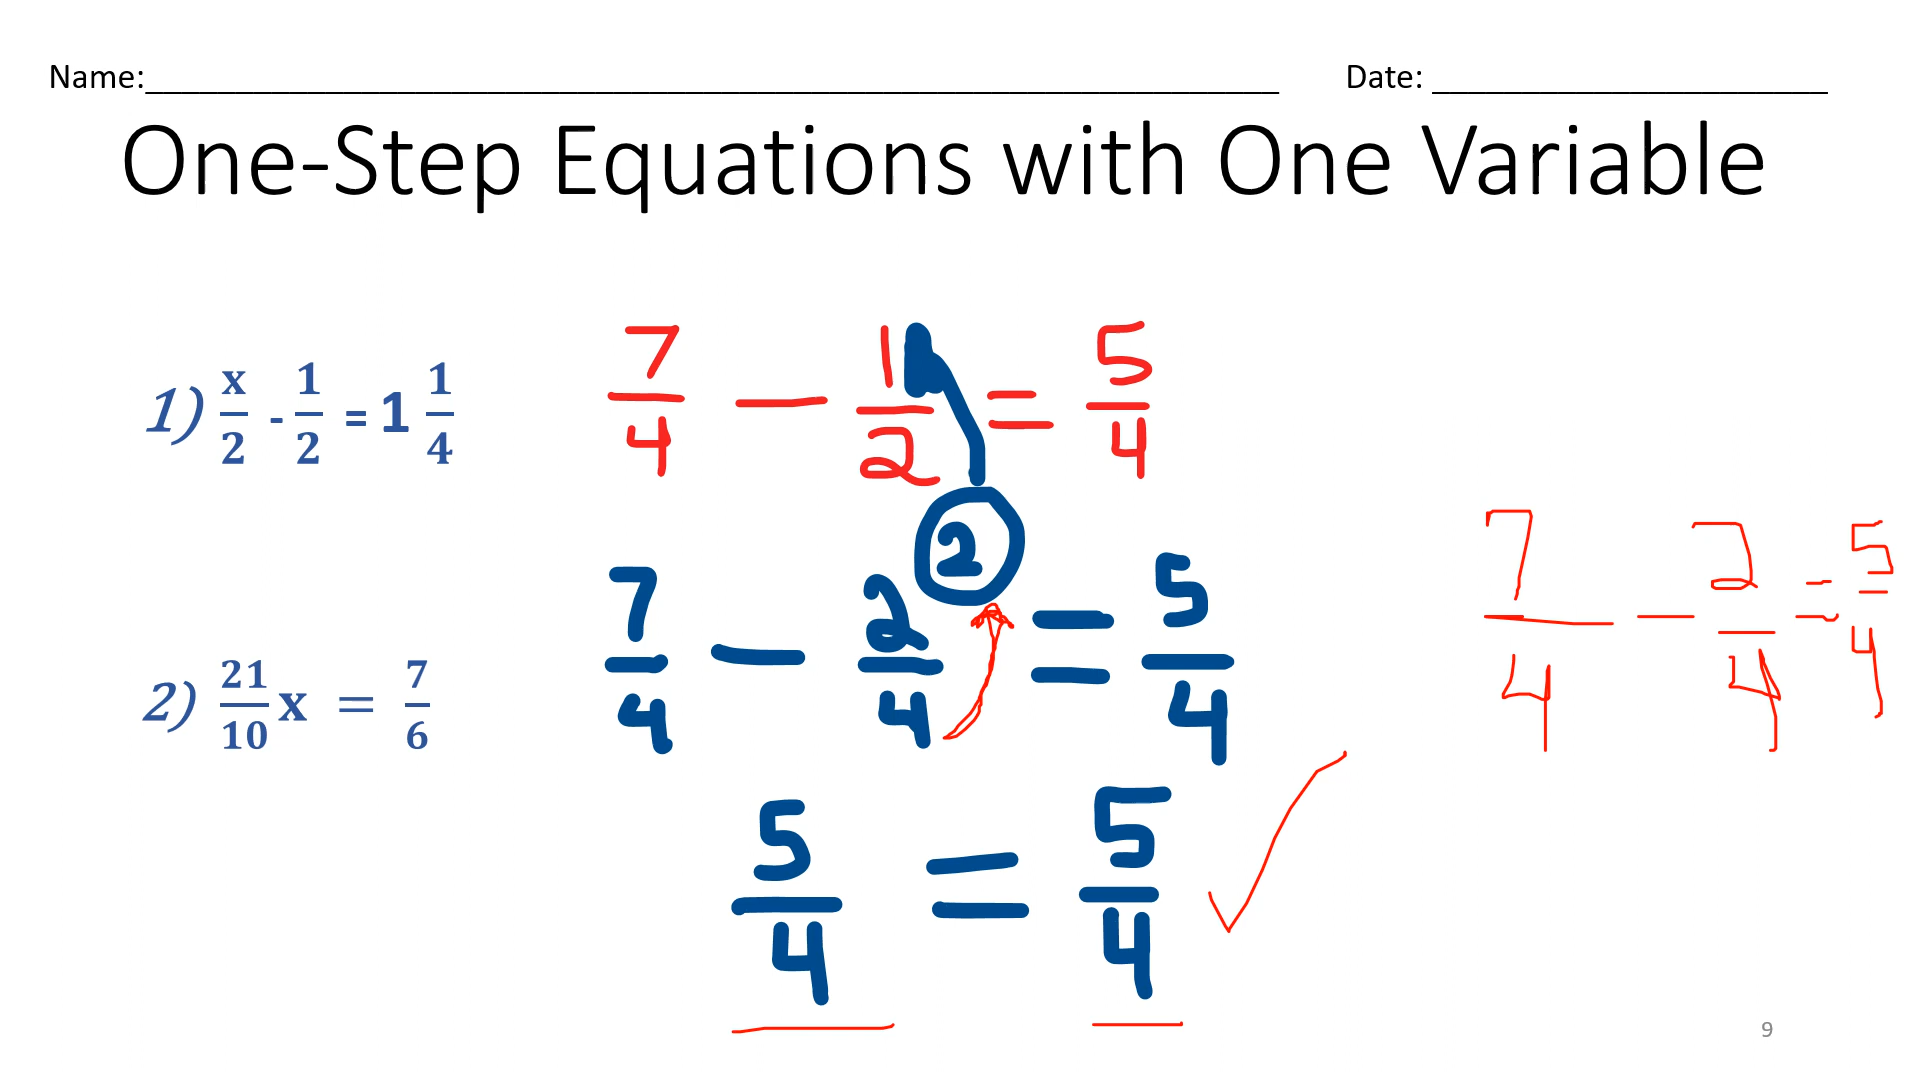 Name:_______________ Date: _______________
One-Step Equations with One Variable
1) x/2 - 1/2 = 1 1/4
7/4 − 1/2 = 5/4
2
7/4 − 2/4 = 5/4
7/4 − 2/4 = 5/4
2) 21/10 x = 7/6
5/4 = 5/4
9